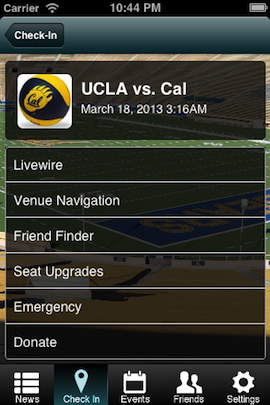 Carrier 10:44 PM
Check-In
Cal
UCLA vs. Cal
March 18, 2013 3:16AM
Livewire
Venue Navigation
Friend Finder
Seat Upgrades
Emergency
Donate
News Check In Events Friends Settings